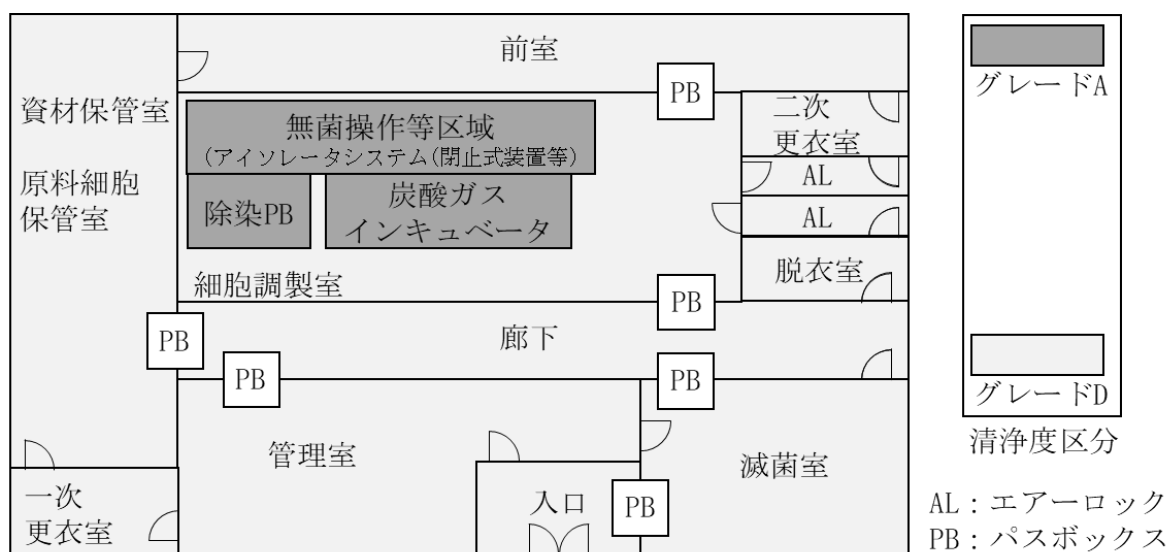 前室
PB
資材保管室
原料細胞
保管室
無菌操作等区域
(アイソレータシステム(閉止式装置等)
除染PB
炭酸ガス
インキュベータ
二次
更衣室
AL
AL
脱衣室
細胞調製室
PB
PB
廊下
PB
PB
管理室
滅菌室
一次
更衣室
入口
PB
グレードA
グレードD
清浄度区分
AL：エアーロック
PB：パスボックス